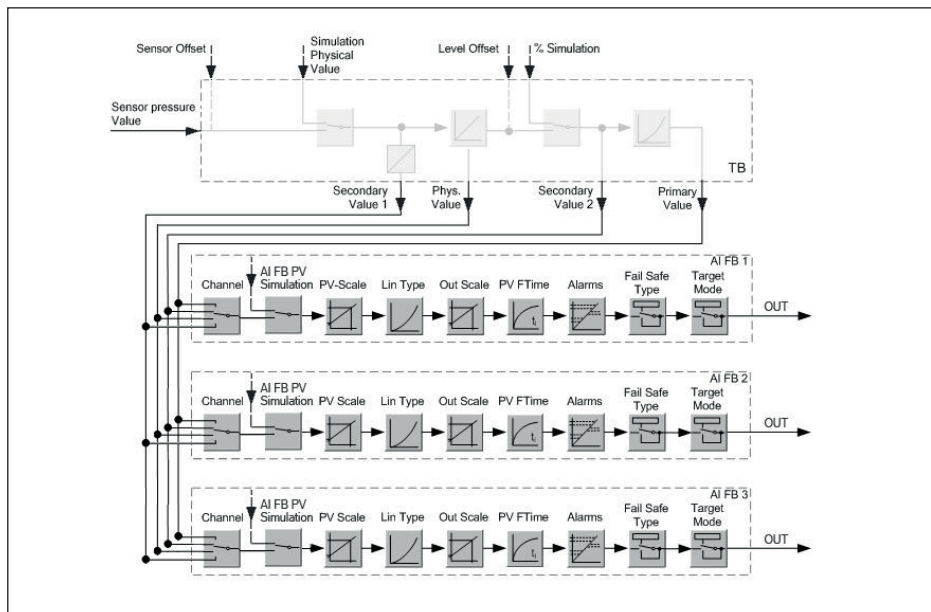 Sensor Offset
Simulation
Physical
Value
Level Offset
% Simulation
Sensor pressure
Value
TB
Secondary
Value 1
Phys.
Value
Secondary
Value 2
Primary
Value
AI FB 1
Channel
AI FB PV
Simulation
PV-Scale
Lin Type
Out Scale
PV FTime
Alarms
Fail Safe
Type
Target
Mode
OUT
t
AI FB 2
Channel
AI FB PV
Simulation
PV Scale
Lin Type
Out Scale
PV FTime
Alarms
Fail Safe
Type
Target
Mode
OUT
t
AI FB 3
Channel
AI FB PV
Simulation
PV Scale
Lin Type
Out Scale
PV FTime
Alarms
Fail Safe
Type
Target
Mode
OUT
t